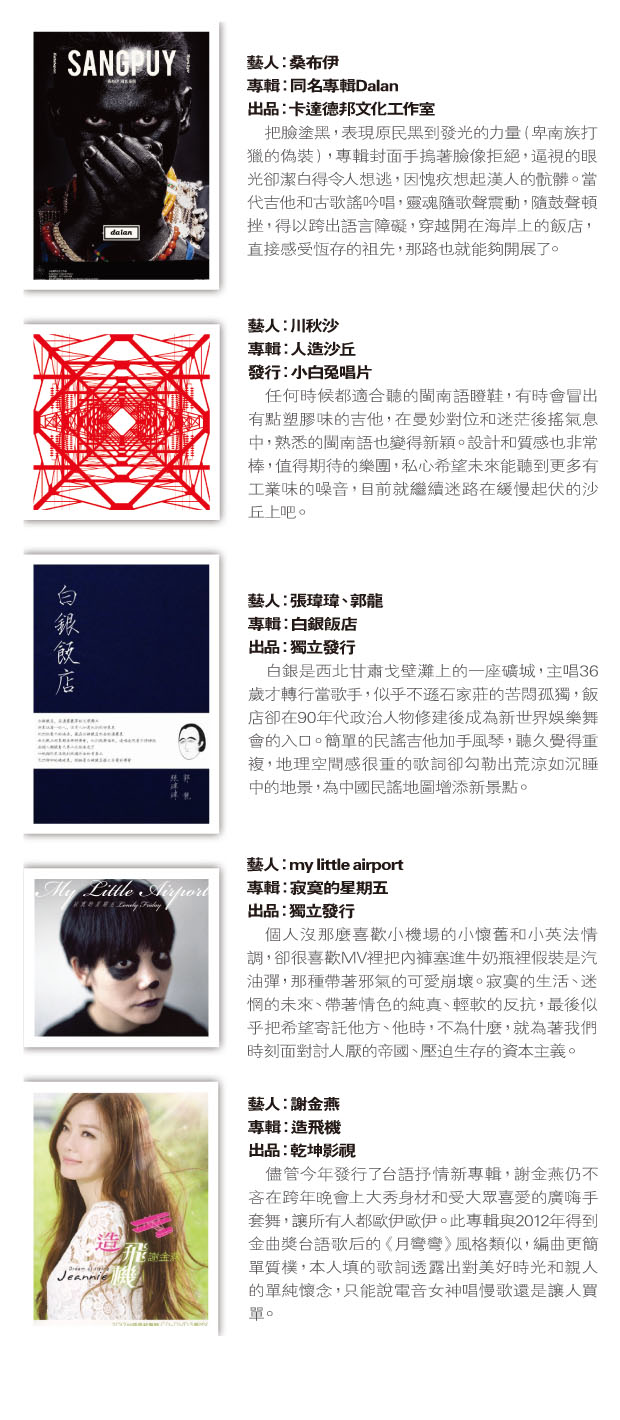 SANGPUY
dalan
藝人：桑布伊
專輯：同名專輯Dalan
出品：卡達德邦文化工作室
把臉塗黑，表現原民黑到發光的力量（卑南族打
獵的偽裝），專輯封面手摀著臉像拒絕，逼視的眼
光卻潔白得令人想逃，因愧疚想起漢人的骯髒。當
代吉他和古歌謠吟唱，靈魂隨歌聲震動，隨鼓聲頓
挫，得以跨出語言障礙，穿越開在海岸上的飯店，
直接感受恆存的祖先，那路也就能夠開展了。
藝人：川秋沙
專輯：人造沙丘
發行：小白兔唱片
任何時候都適合聽的閩南語瞪鞋，有時會冒出
有點塑膠味的吉他，在曼妙對位和迷茫後搖氣息
中，熟悉的閩南語也變得新穎。設計和質感也非常
棒，值得期待的樂團，私心希望未來能聽到更多有
工業味的噪音，目前就繼續迷路在緩慢起伏的沙
丘上吧。
白銀飯店
郭龍
張瑋瑋
藝人：張瑋瑋、郭龍
專輯：白銀飯店
出品：獨立發行
白銀是西北甘肅戈壁灘上的一座礦城，主唱36
歲才轉行當歌手，似乎不遜石家莊的苦悶孤獨，飯
店卻在90年代政治人物修建後成為新世界娛樂舞
會的入口。簡單的民謠吉他加手風琴，聽久覺得重
複，地理空間感很重的歌詞卻勾勒出荒涼如沉睡
中的地景，為中國民謠地圖增添新景點。
My Little Airport
寂寞的星期五 Lonely Friday
藝人：my little airport
專輯：寂寞的星期五
出品：獨立發行
個人沒那麼喜歡小機場的小懷舊和小英法情
調，卻很喜歡MV裡把內褲塞進牛奶瓶裡假裝是汽
油彈，那種帶著邪氣的可愛崩壞。寂寞的生活、迷
惘的未來、帶著情色的純真、輕軟的反抗，最後似
乎把希望寄託他方、他時，不為什麼，就為著我們
時刻面對討人厭的帝國、壓迫生存的資本主義。
造飛機
謝金燕
Jeannie
藝人：謝金燕
專輯：造飛機
出品：乾坤影視
儘管今年發行了台語抒情新專輯，謝金燕仍不
吝在跨年晚會上大秀身材和受大眾喜愛的廣嗨手
套舞，讓所有人都歐伊歐伊。此專輯與2012年得到
金曲獎台語歌后的《月彎彎》風格類似，編曲更簡
單質樸，本人填的歌詞透露出對美好時光和親人
的單純懷念，只能說電音女神唱慢歌還是讓人買
單。